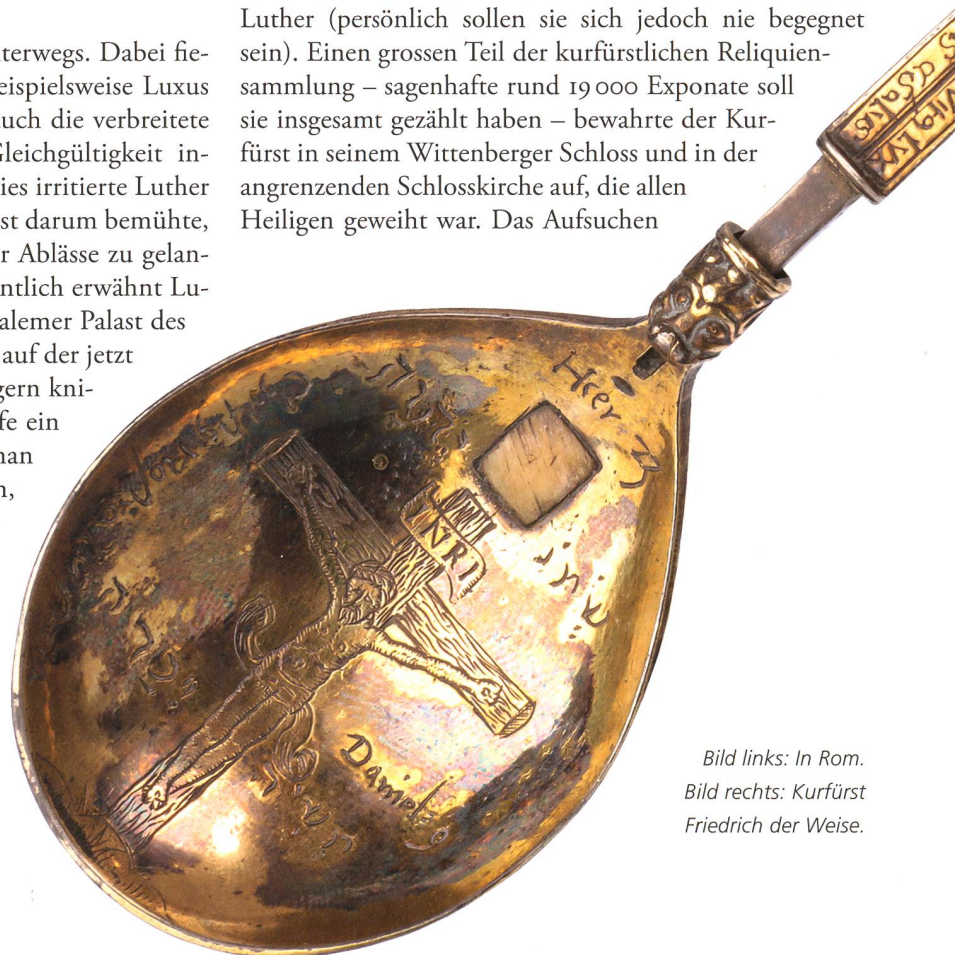 terwegs. Dabei fie-
eispielsweise Luxus
uch die verbreitete
Gleichgültigkeit in-
ies irritierte Luther
st darum bemühte,
r Ablässe zu gelan-
ntlich erwähnt Lu-
alemer Palast des
auf der jetzt
gern kni-
fe ein
nan
n,
Luther (persönlich sollen sie sich jedoch nie begegnet
sein). Einen grossen Teil der kurfürstlichen Reliquien-
sammlung – sagenhafte rund 19 000 Exponate soll
sie insgesamt gezählt haben – bewahrte der Kur-
fürst in seinem Wittenberger Schloss und in der
angrenzenden Schlosskirche auf, die allen
Heiligen geweiht war. Das Aufsuchen
Heer
INRI
Daniel
Bild links: In Rom.
Bild rechts: Kurfürst
Friedrich der Weise.